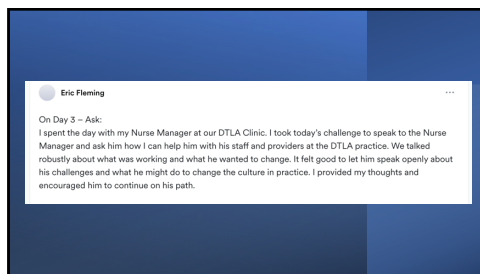 Eric Fleming
On Day 3 – Ask:
I spent the day with my Nurse Manager at our DTLA Clinic. I took today's challenge to speak to the Nurse
Manager and ask him how I can help him with his staff and providers at the DTLA practice. We talked
robustly about what was working and what he wanted to change. It felt good to let him speak openly about
his challenges and what he might do to change the culture in practice. I provided my thoughts and
encouraged him to continue on his path.